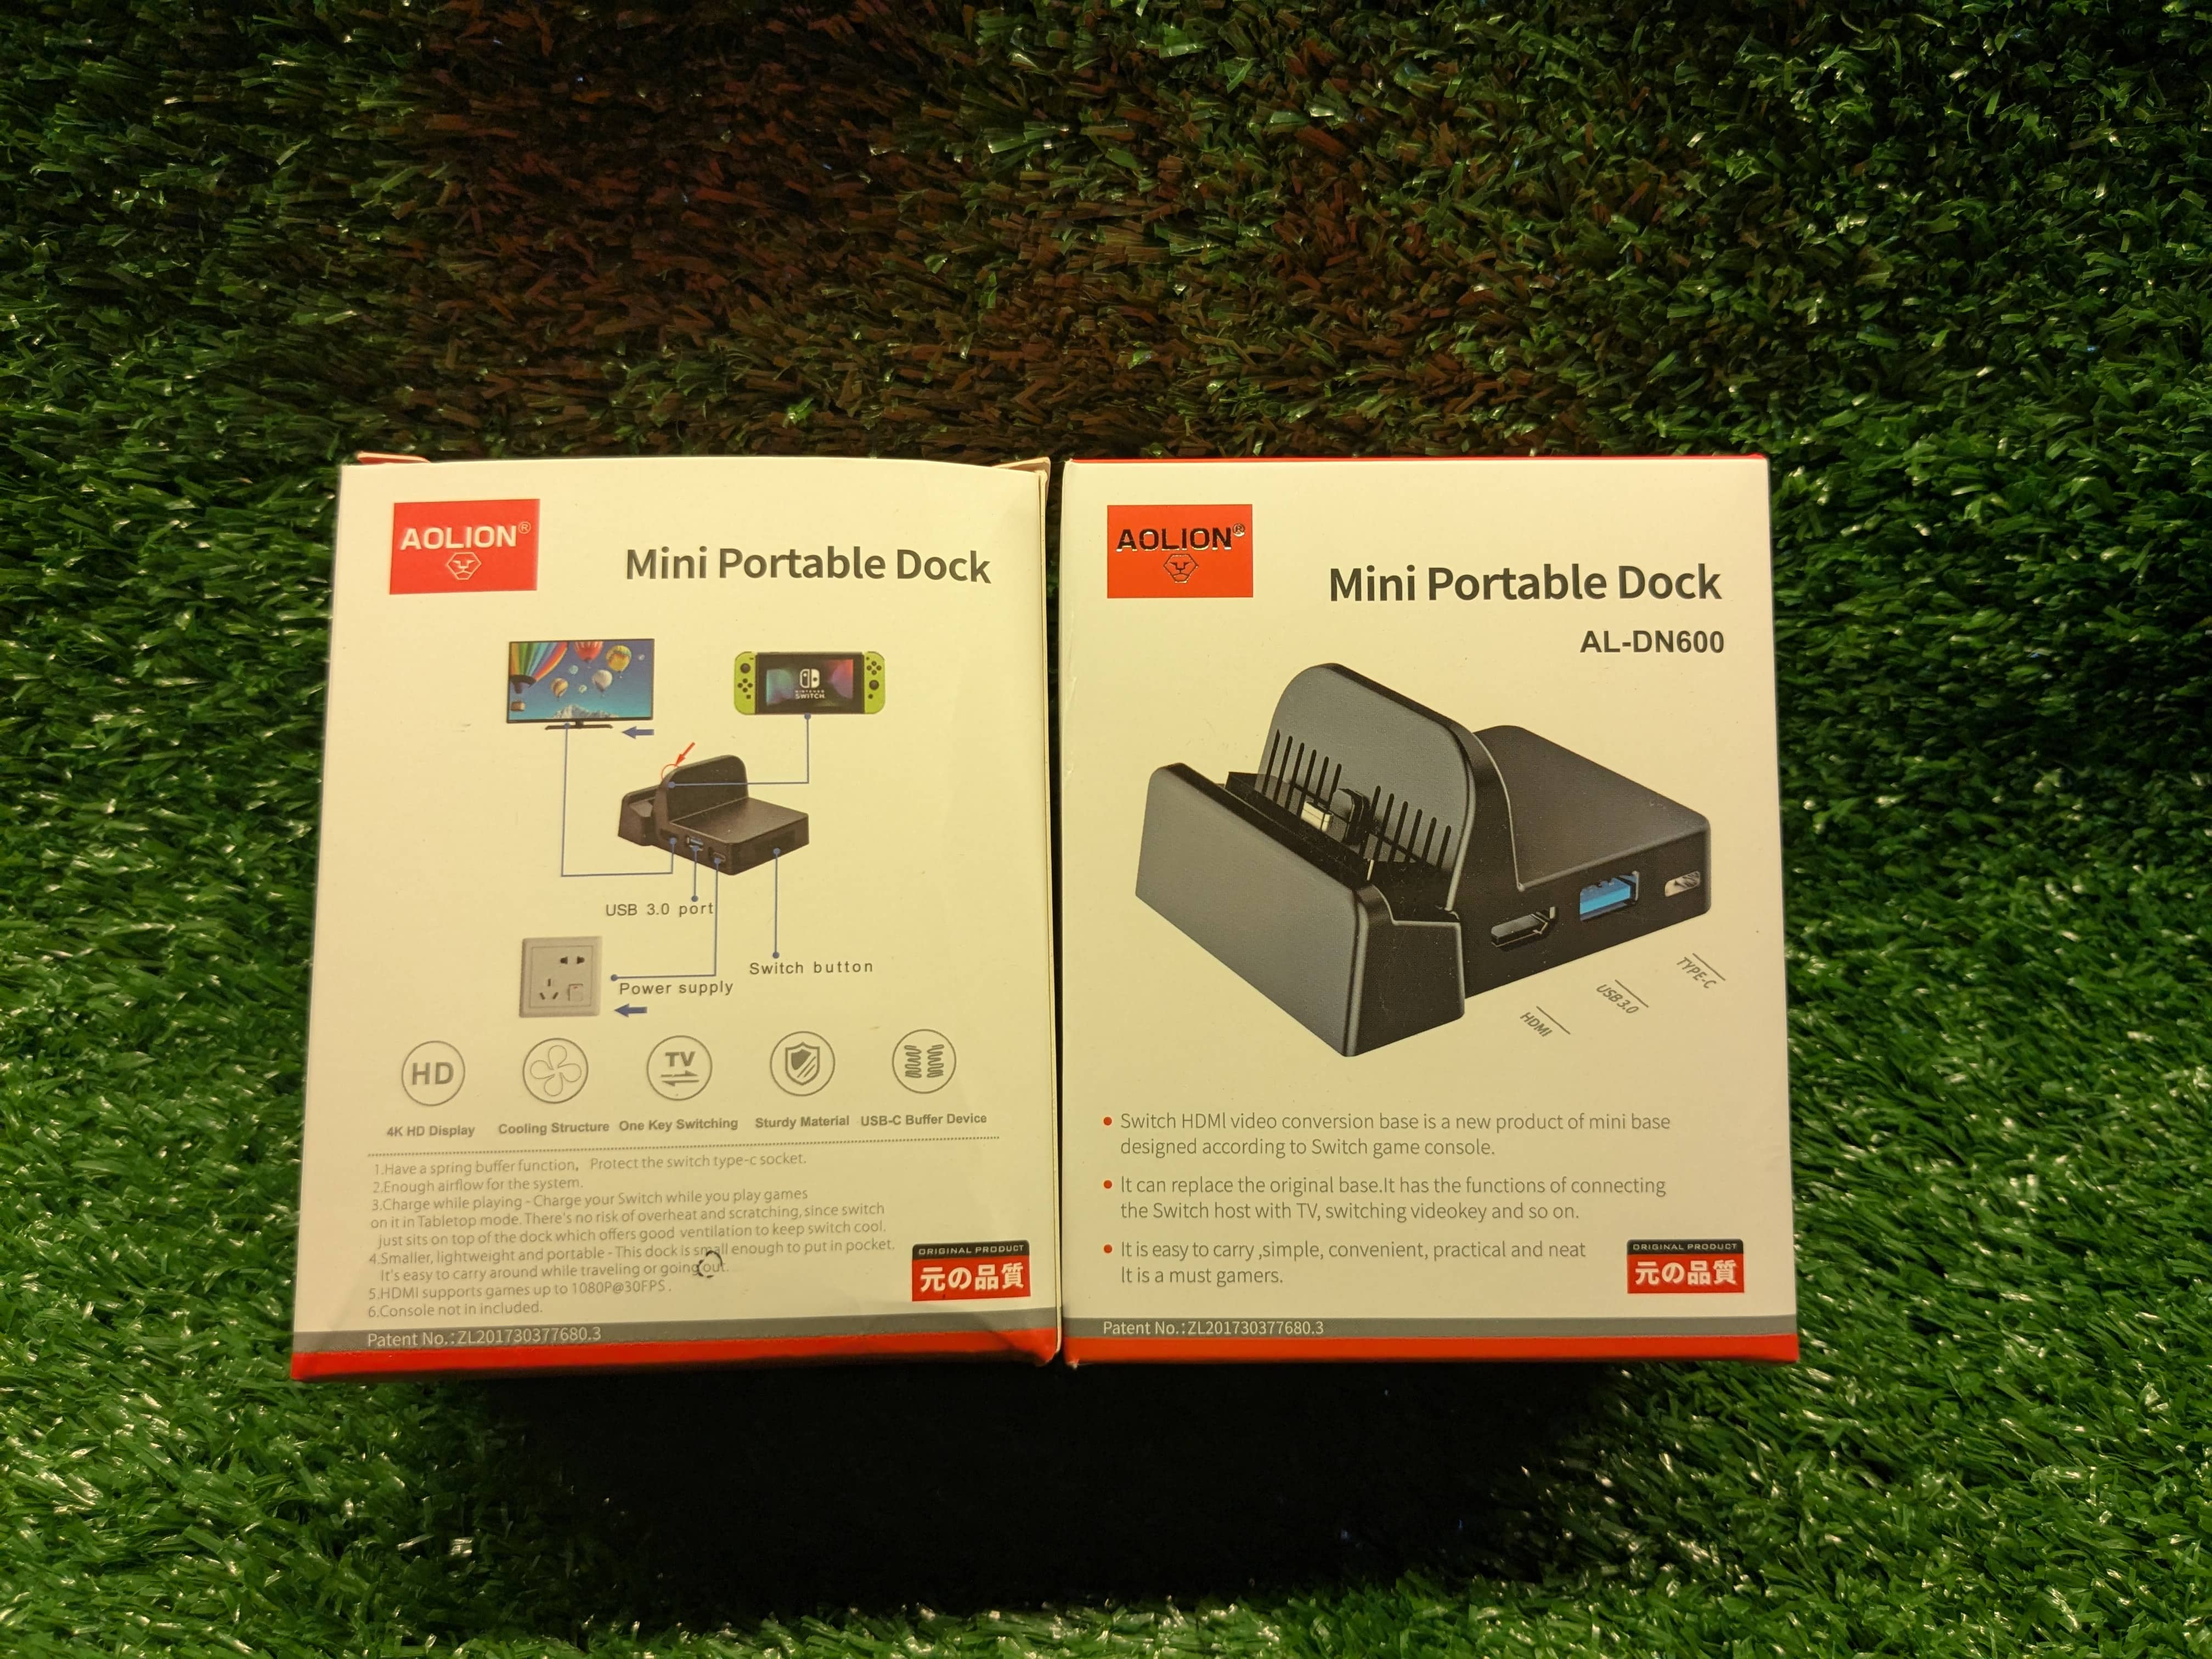 AOLION®
Mini Portable Dock
NINTENDO
SWITCH
USB 3.0 port
Switch button
Power supply
HD
TV
4K HD Display
Cooling Structure
One Key Switching
Sturdy Material
USB-C Buffer Device
1.Have a spring buffer function, Protect the switch type-c socket.
2.Enough airflow for the system.
3.Charge while playing - Charge your Switch while you play games
on it in Tabletop mode. There's no risk of overheat and scratching, since switch
just sits on top of the dock which offers good ventilation to keep switch cool.
4.Smaller, lightweight and portable - This dock is small enough to put in pocket.
It's easy to carry around while traveling or going out.
5.HDMI supports games up to 1080P@30FPS.
6.Console not in included.
ORIGINAL PRODUCT
元の品質
Patent No.:ZL201730377680.3
AOLION®
Mini Portable Dock
AL-DN600
TYPE-C
USB 3.0
HDMI
• Switch HDMl video conversion base is a new product of mini base
designed according to Switch game console.
• It can replace the original base.It has the functions of connecting
the Switch host with TV, switching videokey and so on.
• It is easy to carry ,simple, convenient, practical and neat
It is a must gamers.
ORIGINAL PRODUCT
元の品質
Patent No.:ZL201730377680.3